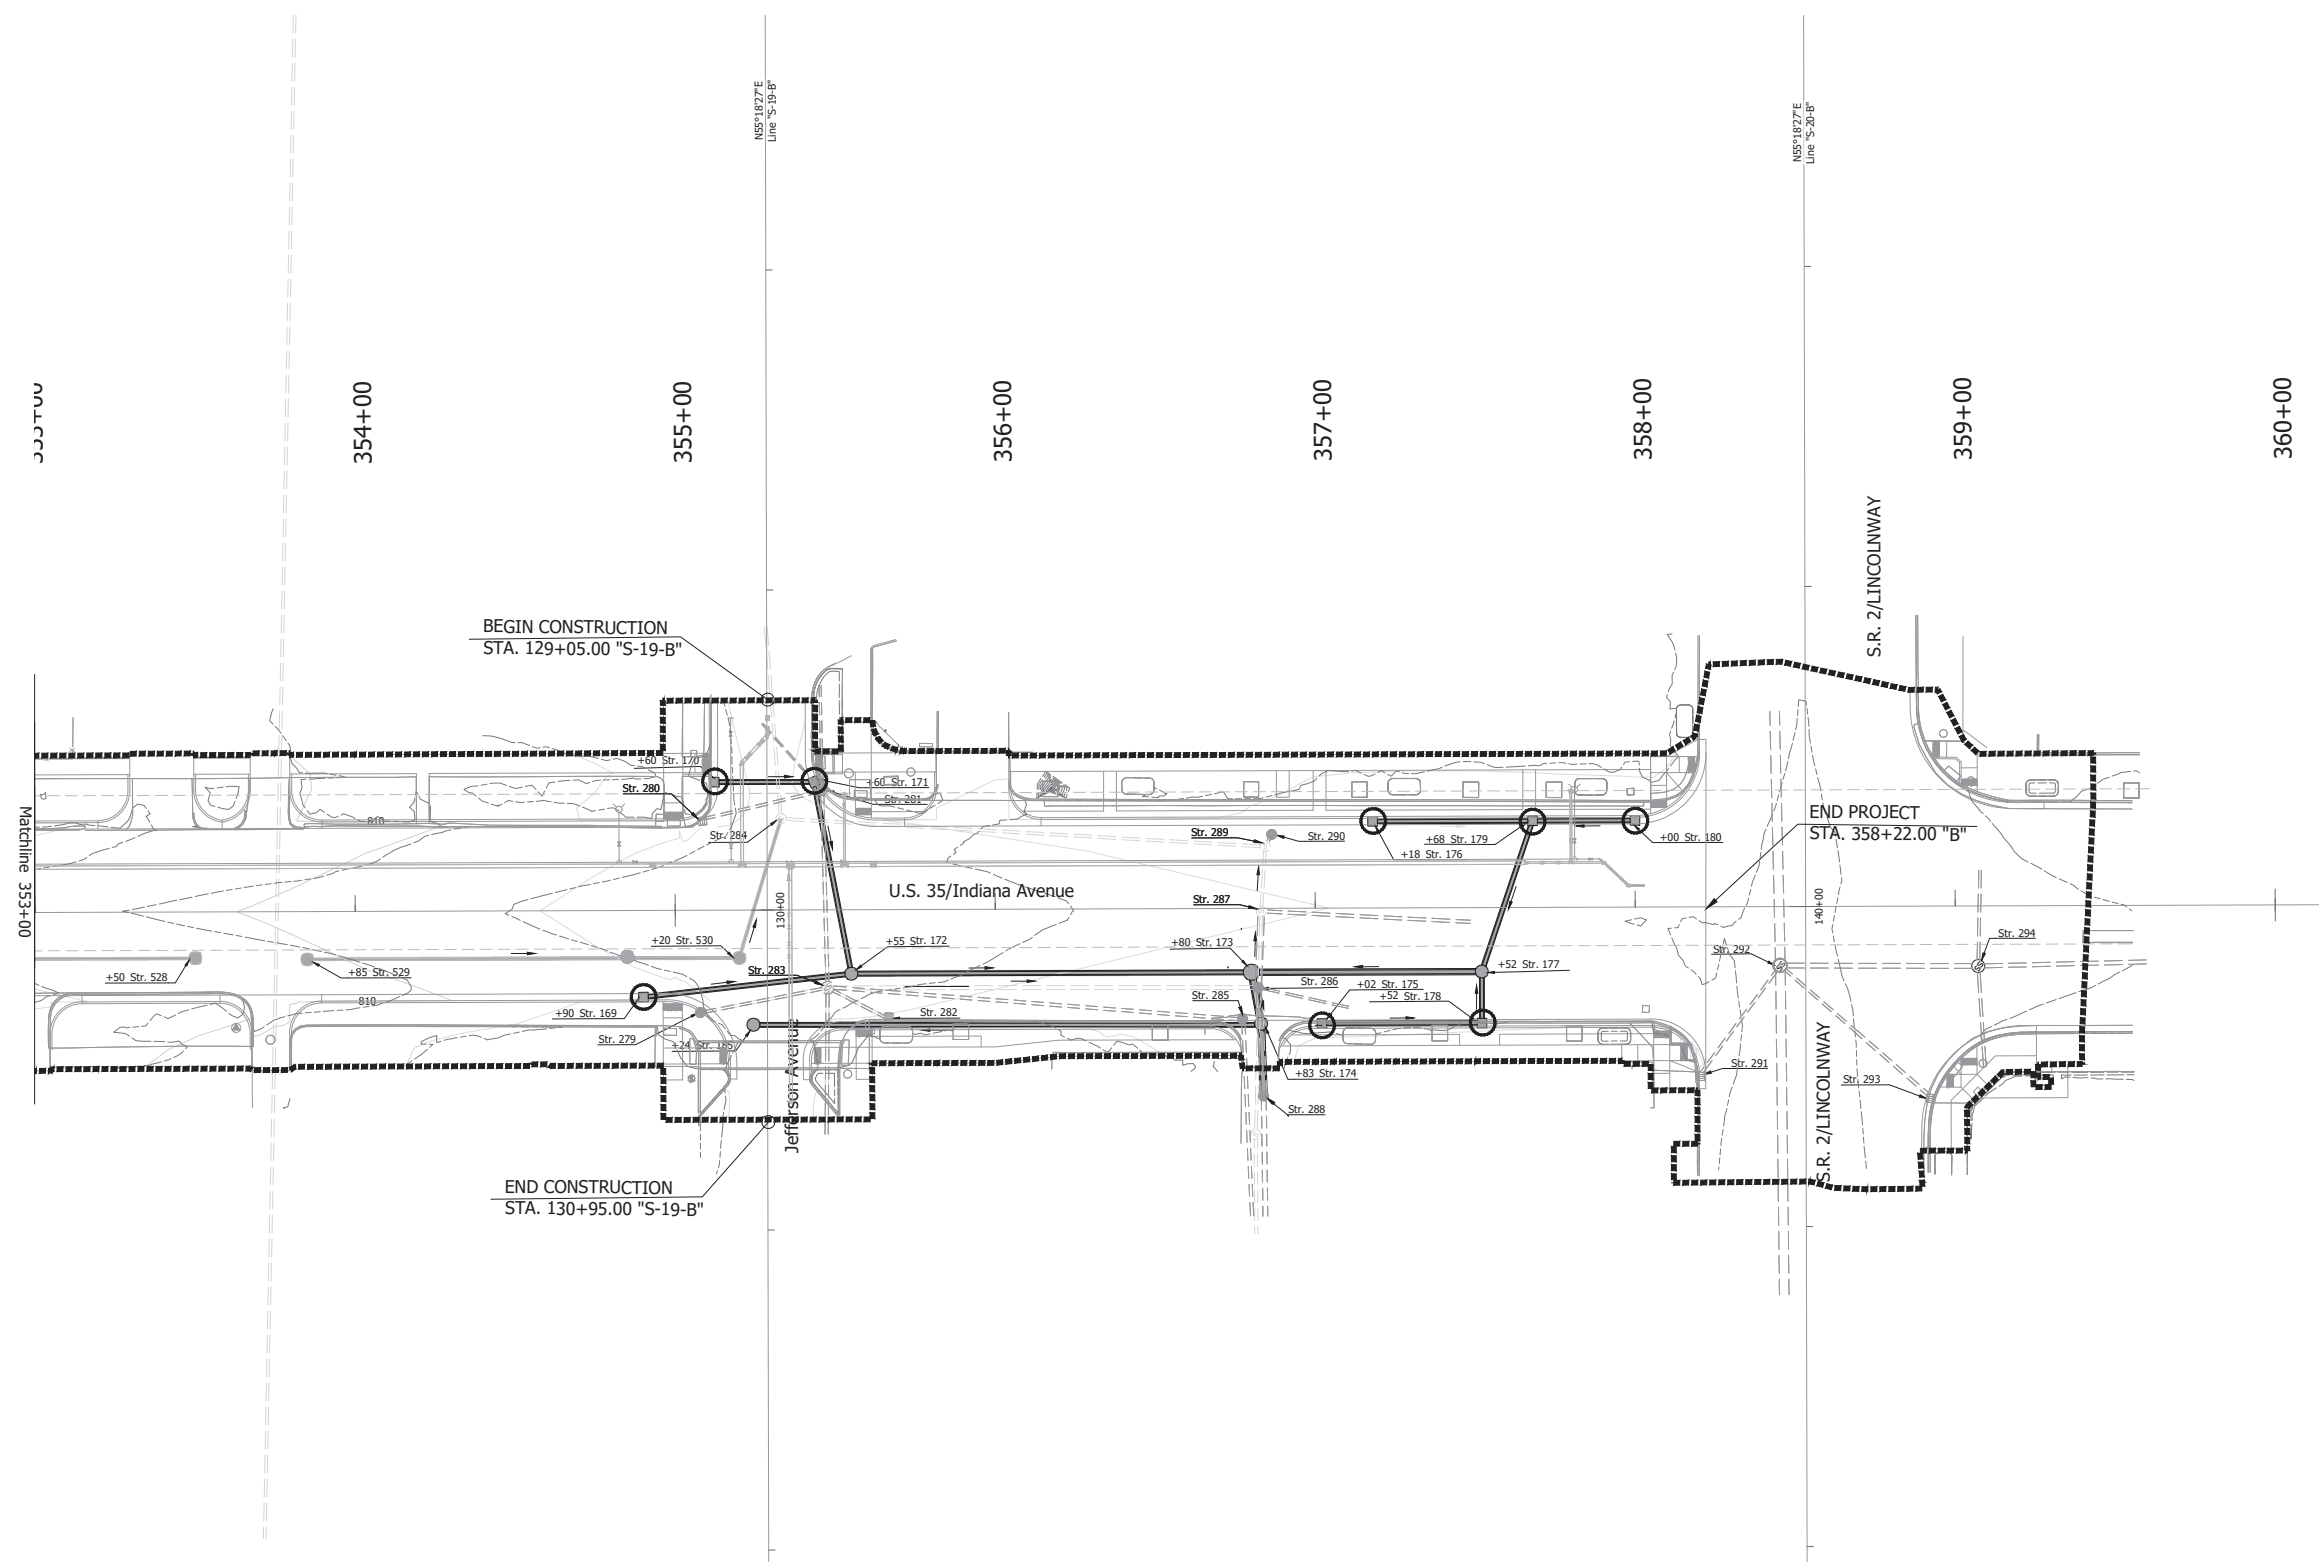 N55°18'27"E
Line "S-19-B"
N55°18'27"E
Line "S-20-B"
353+00
354+00
355+00
356+00
357+00
358+00
359+00
360+00
S.R. 2/LINCOLNWAY
BEGIN CONSTRUCTION
STA. 129+05.00 "S-19-B"
+60 Str. 170
+60 Str. 171
Str. 280
Str. 281
810
Str. 284
Str. 289
Str. 290
+68 Str. 179
+00 Str. 180
+18 Str. 176
END PROJECT
STA. 358+22.00 "B"
Matchline 353+00
U.S. 35/Indiana Avenue
130+00
140+00
Str. 287
+20 Str. 530
+55 Str. 172
+80 Str. 173
Str. 292
Str. 294
+50 Str. 528
+85 Str. 529
Str. 283
+52 Str. 177
Str. 286
+02 Str. 175
+52 Str. 178
810
+90 Str. 169
Str. 285
Str. 282
Str. 279
+24 Str. 185
Jefferson Avenue
+83 Str. 174
Str. 291
Str. 293
Str. 288
S.R. 2/LINCOLNWAY
END CONSTRUCTION
STA. 130+95.00 "S-19-B"